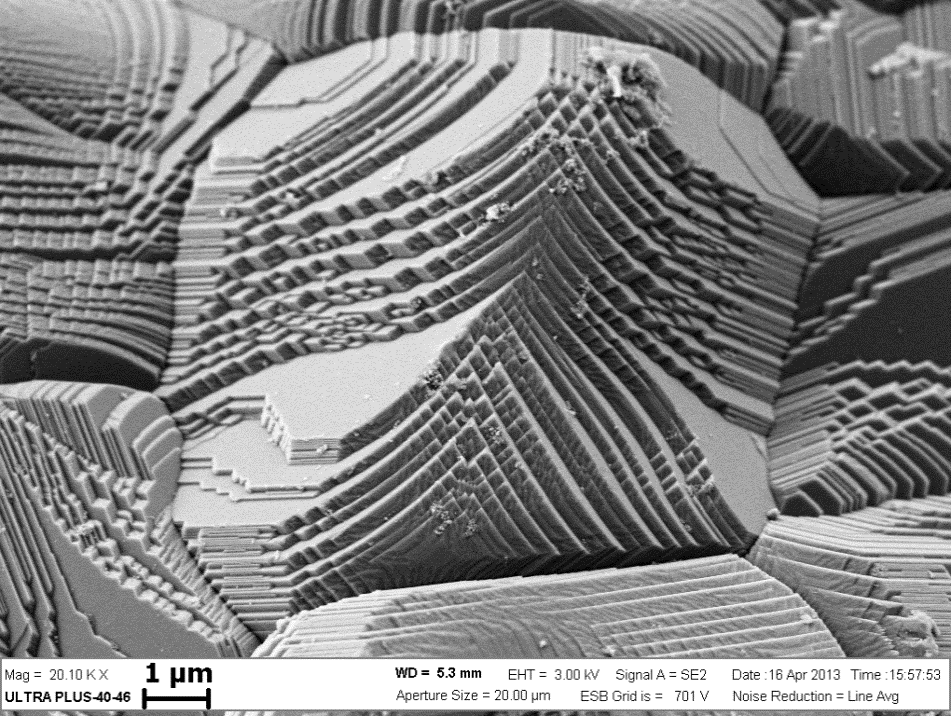 Mag = 20.10 K X 1 µm WD = 5.3 mm EHT = 3.00 kV Signal A = SE2 Date :16 Apr 2013 Time :15:57:53
ULTRA PLUS-40-46 Aperture Size = 20.00 µm ESB Grid is = 701 V Noise Reduction = Line Avg